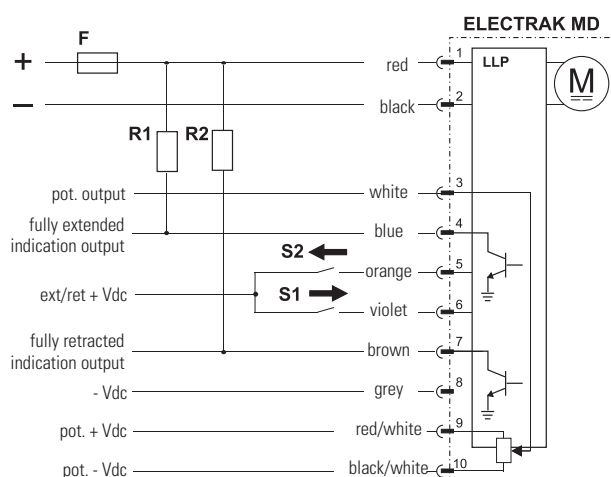 ELECTRAK MD
F
+
red
1
LLP
M
–
black
2
R1
R2
pot. output
white
3
fully extended
indication output
blue
4
S2
orange
5
ext/ret + Vdc
S1
violet
6
fully retracted
indication output
brown
7
- Vdc
grey
8
pot. + Vdc
red/white
9
pot. - Vdc
black/white
10